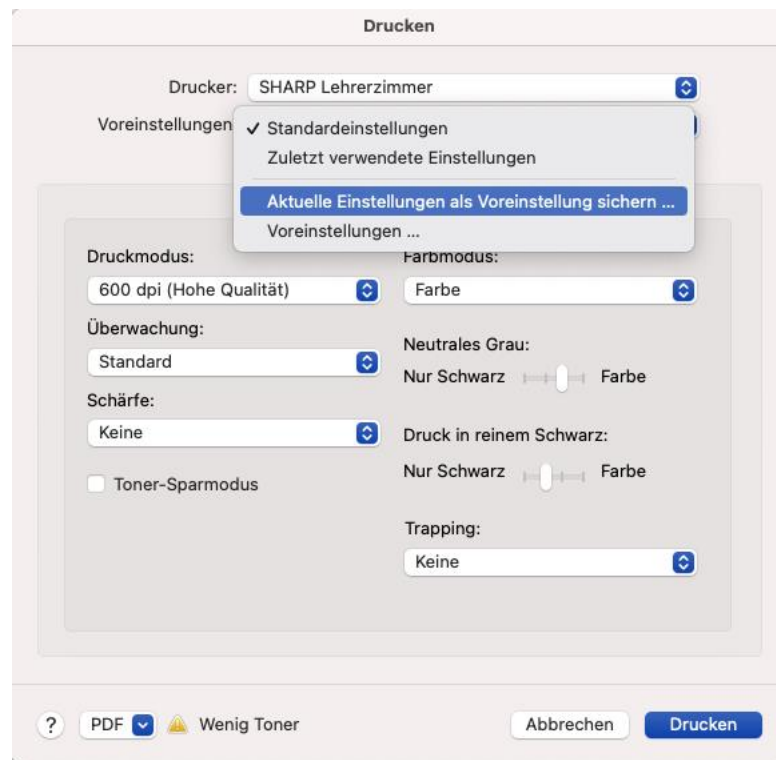 Drucken
Drucker: SHARP Lehrerzimmer
Voreinstellungen
✓ Standardeinstellungen
Zuletzt verwendete Einstellungen
Aktuelle Einstellungen als Voreinstellung sichern ...
Voreinstellungen ...
Druckmodus:
600 dpi (Hohe Qualität)
Überwachung:
Standard
Schärfe:
Keine
Toner-Sparmodus
Farbmodus:
Farbe
Neutrales Grau:
Nur Schwarz Farbe
Druck in reinem Schwarz:
Nur Schwarz Farbe
Trapping:
Keine
? PDF Wenig Toner Abbrechen Drucken